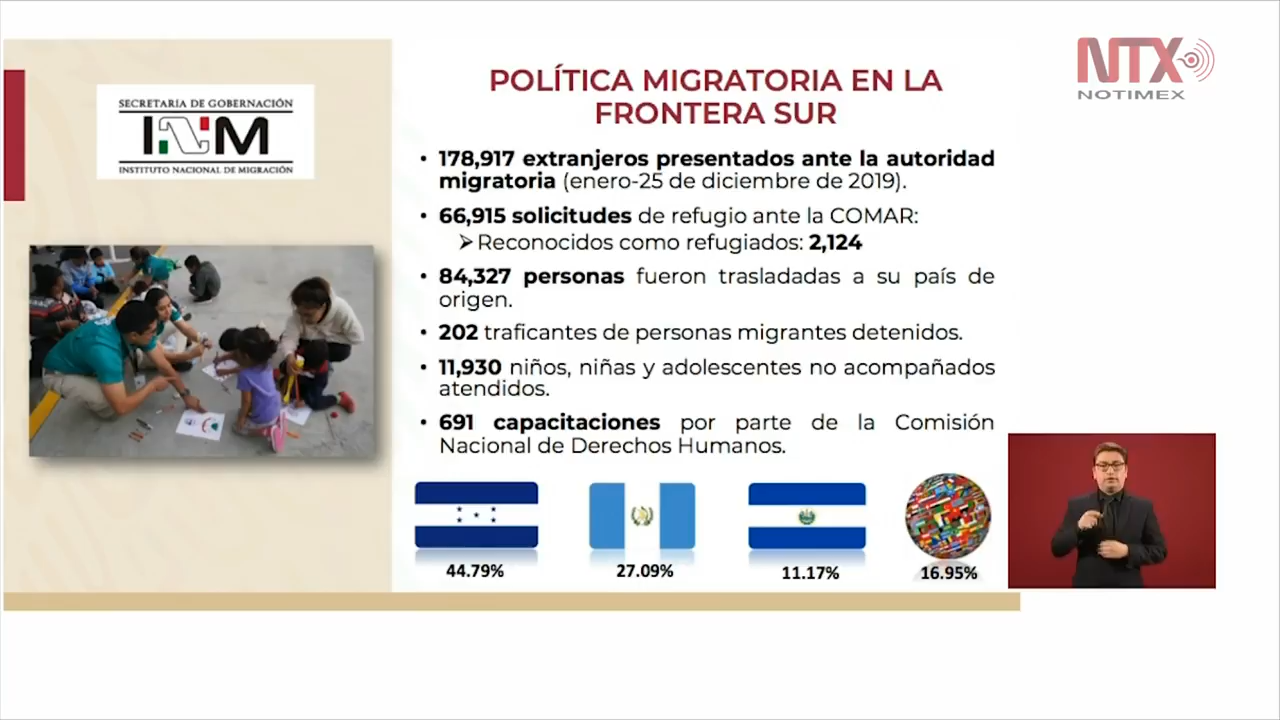 NTX
NOTIMEX
SECRETARIA DE GOBERNACIÓN
INM
INSTITUTO NACIONAL DE MIGRACIÓN
POLÍTICA MIGRATORIA EN LA
FRONTERA SUR
• 178,917 extranjeros presentados ante la autoridad
migratoria (enero-25 de diciembre de 2019).
• 66,915 solicitudes de refugio ante la COMAR:
➢ Reconocidos como refugiados: 2,124
• 84,327 personas fueron trasladadas a su país de
origen.
• 202 traficantes de personas migrantes detenidos.
• 11,930 niños, niñas y adolescentes no acompañados
atendidos.
• 691 capacitaciones por parte de la Comisión
Nacional de Derechos Humanos.
44.79%
27.09%
11.17%
16.95%